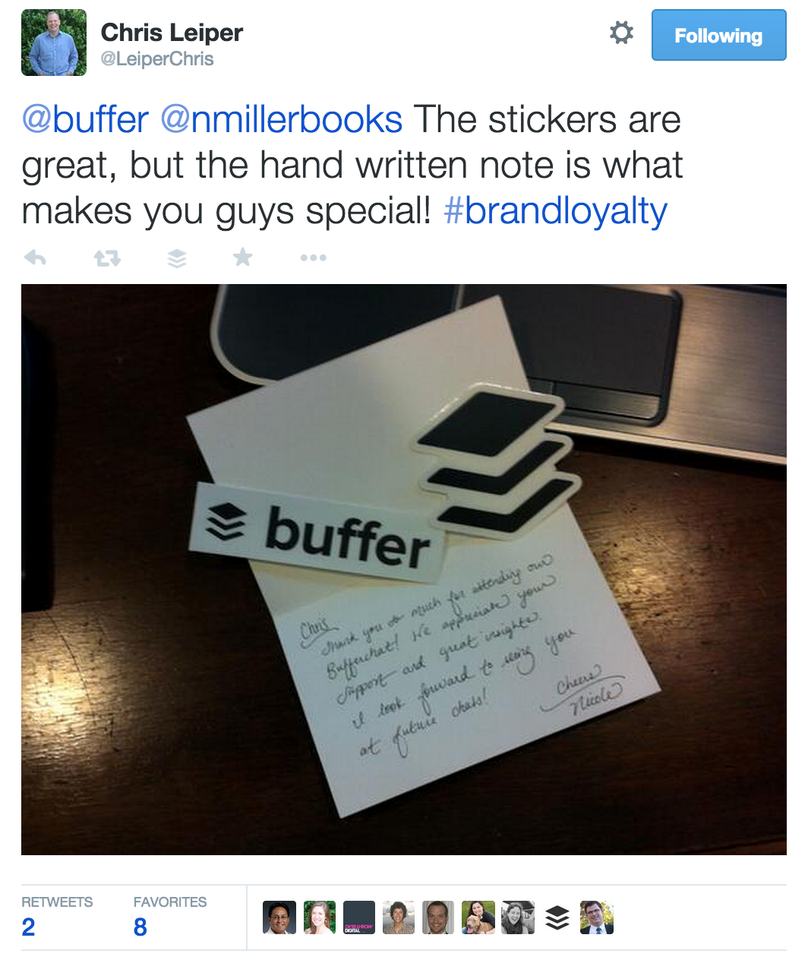 Chris Leiper
@LeiperChris
Following
@buffer @nmillerbooks The stickers are
great, but the hand written note is what
makes you guys special! #brandloyalty
buffer
Chris
Thank you so much for attending our
Bufferchat! We appreciate your
support and great insights.
I look forward to seeing you
at future chats!
Cheers
Nicole
RETWEETS
FAVORITES
2
8
DIGITAL